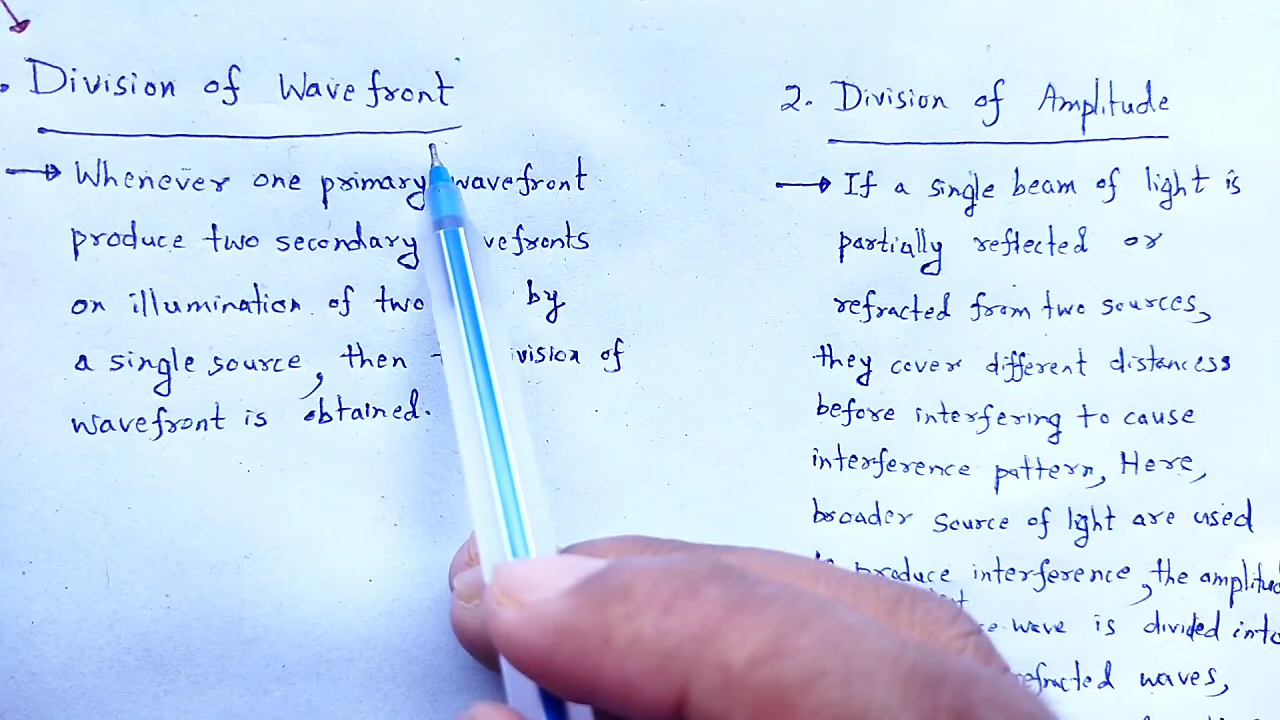 Division of Wavefront
Whenever one primary wavefront
produce two secondary vefronts
on illumination of two by
a single source, then vision of
wavefront is obtained.
2. Division of Amplitude
If a single beam of light is
partially reflected or
refracted from two sources,
they cover different distancess
before interfering to cause
interference pattern, Here,
broader source of light are used
produce interference, the amplitud
wave is divided into
refracted waves,